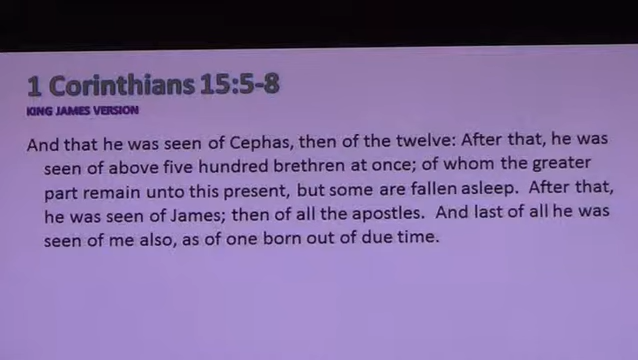 1 Corinthians 15:5-8
KING JAMES VERSION
And that he was seen of Cephas, then of the twelve: After that, he was
seen of above five hundred brethren at once; of whom the greater
part remain unto this present, but some are fallen asleep. After that,
he was seen of James; then of all the apostles. And last of all he was
seen of me also, as of one born out of due time.